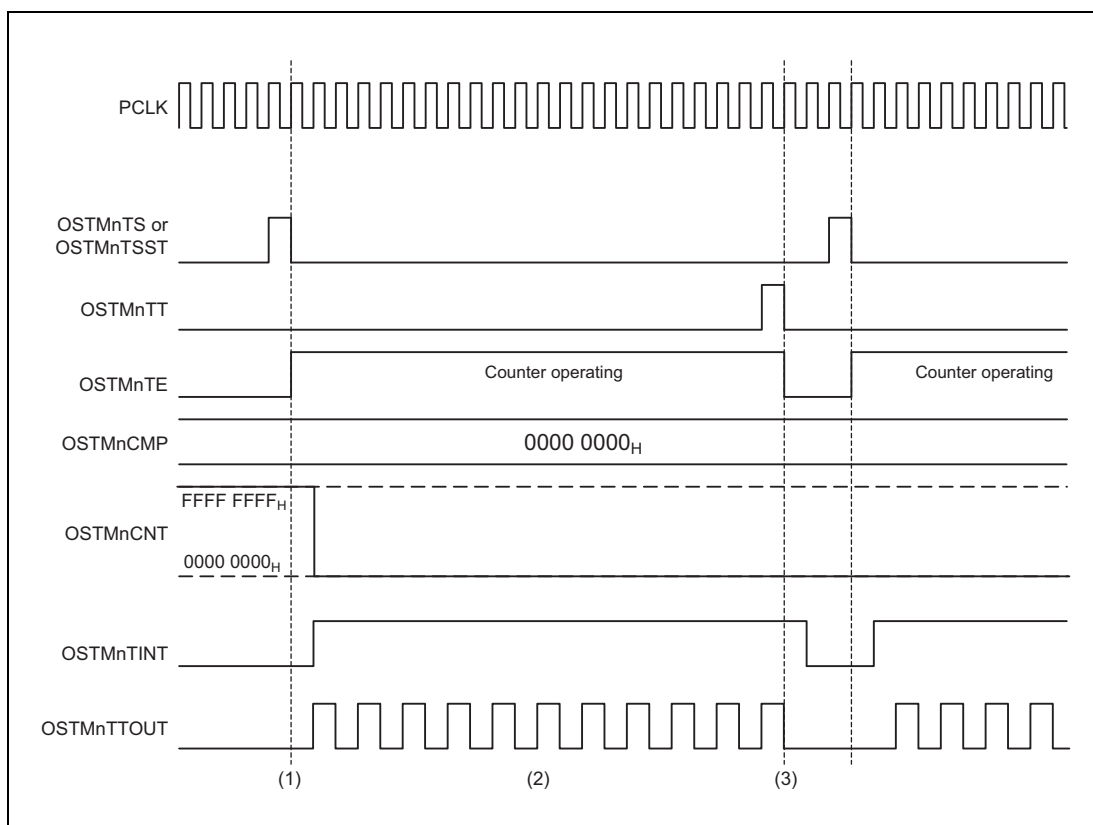 PCLK
OSTMnTS or
OSTMnTSST
OSTMnTT
OSTMnTE
Counter operating
Counter operating
OSTMnCMP
0000 0000H
FFFF FFFFH
OSTMnCNT
0000 0000H
OSTMnTINT
OSTMnTTOUT
(1)
(2)
(3)